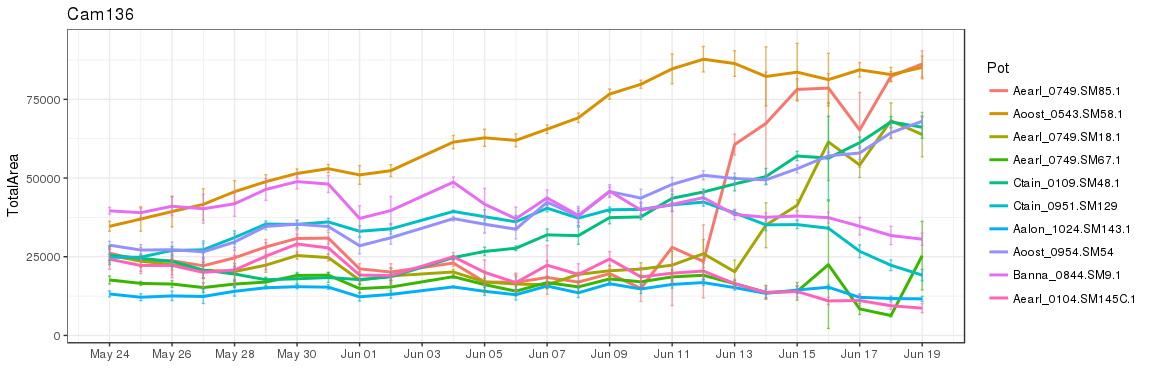 Cam136
TotalArea
75000
50000
25000
0
May 24 May 26 May 28 May 30 Jun 01 Jun 03 Jun 05 Jun 07 Jun 09 Jun 11 Jun 13 Jun 15 Jun 17 Jun 19
Pot
Aearl_0749.SM85.1
Aoost_0543.SM58.1
Aearl_0749.SM18.1
Aearl_0749.SM67.1
Ctain_0109.SM48.1
Ctain_0951.SM129
Aalon_1024.SM143.1
Aoost_0954.SM54
Banna_0844.SM9.1
Aearl_0104.SM145C.1